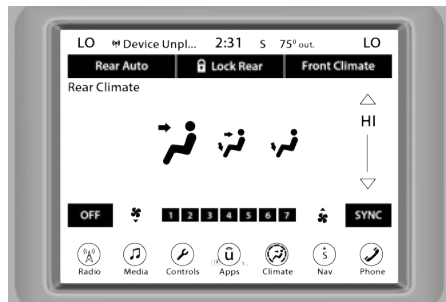 LO Device Unpl... 2:31 S 75° out. LO
Rear Auto Lock Rear Front Climate
Rear Climate
HI
OFF 1 2 3 4 5 6 7 SYNC
Radio Media Controls Apps Climate Nav Phone